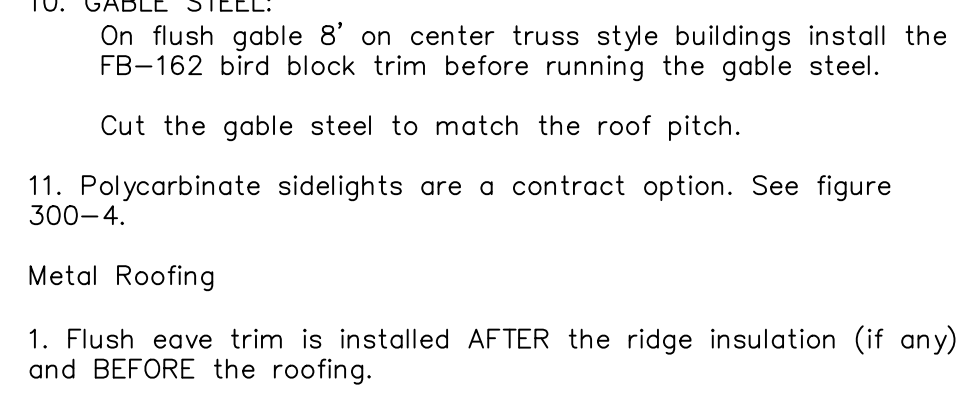 10. GABLE STEEL:
On flush gable 8' on center truss style buildings install the
FB-162 bird block trim before running the gable steel.
Cut the gable steel to match the roof pitch.
11. Polycarbinate sidelights are a contract option. See figure
300-4.
Metal Roofing
1. Flush eave trim is installed AFTER the ridge insulation (if any)
and BEFORE the roofing.